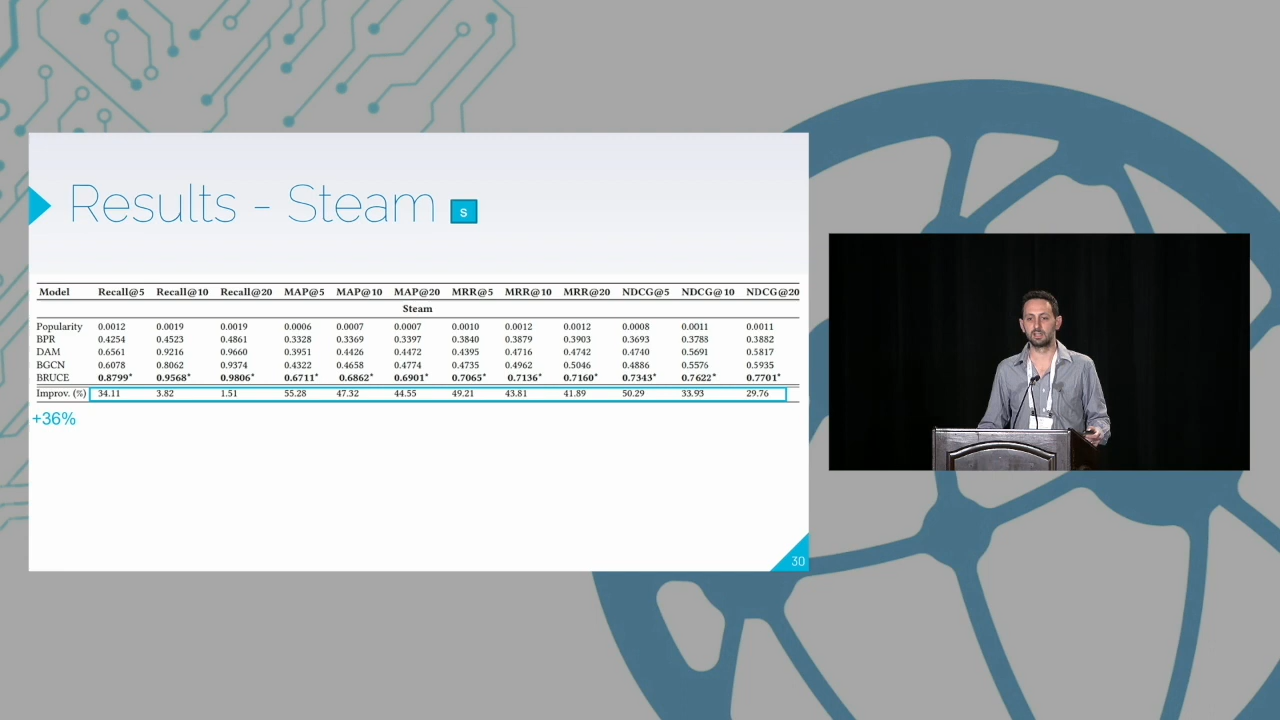 Results - Steam S
Model Recall@5 Recall@10 Recall@20 MAP@5 MAP@10 MAP@20 MRR@5 MRR@10 MRR@20 NDCG@5 NDCG@10 NDCG@20
Steam
Popularity 0.0012 0.0019 0.0019 0.0006 0.0007 0.0007 0.0010 0.0012 0.0012 0.0008 0.0011 0.0011
BPR 0.4254 0.4523 0.4861 0.3328 0.3369 0.3397 0.3840 0.3879 0.3903 0.3693 0.3788 0.3882
DAM 0.6561 0.9216 0.9660 0.3951 0.4426 0.4472 0.4395 0.4716 0.4742 0.4740 0.5691 0.5817
BGCN 0.6078 0.8062 0.9374 0.4322 0.4658 0.4774 0.4735 0.4962 0.5046 0.4886 0.5576 0.5935
BRUCE 0.8799* 0.9568* 0.9806* 0.6711* 0.6862* 0.6901* 0.7065* 0.7136* 0.7160* 0.7343* 0.7622* 0.7701*
Improv. (%) 34.11 3.82 1.51 55.28 47.32 44.55 49.21 43.81 41.89 50.29 33.93 29.76
+36%
30